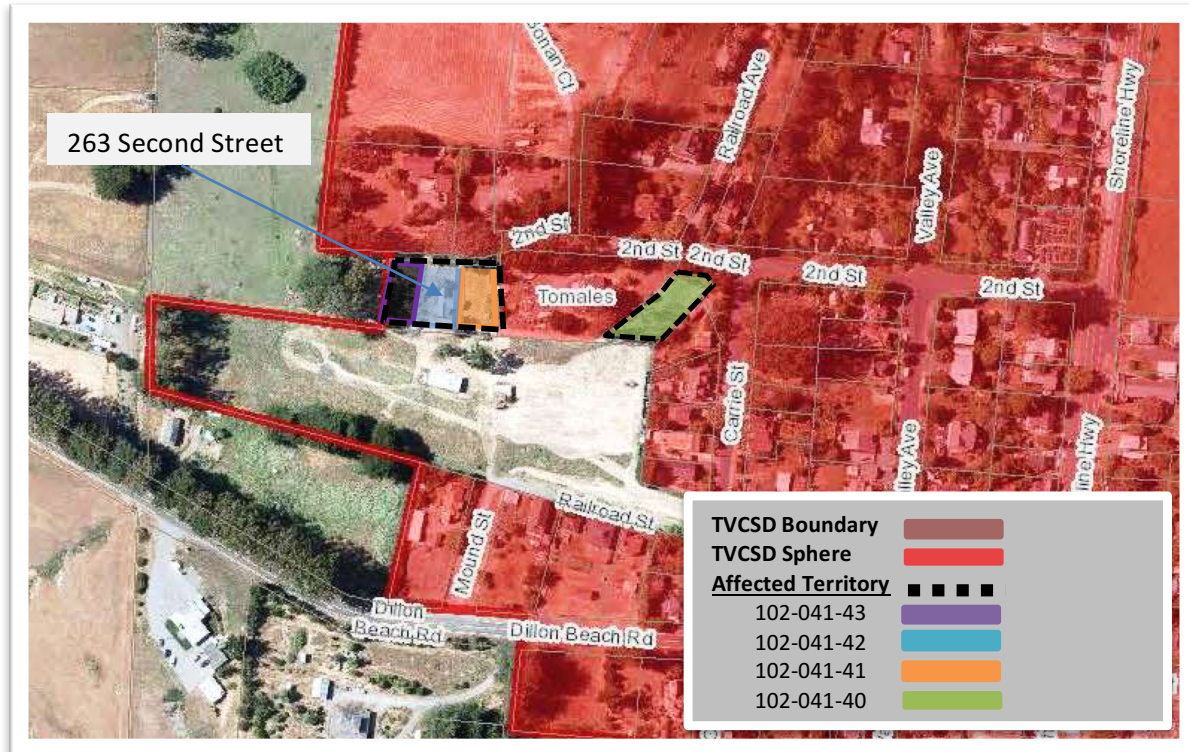 Bonan Ct
Railroad Ave
Shoreline Hwy
263 Second Street
Valley Ave
2nd St
2nd St
2nd St
2nd St
2nd St
Tomales
Carrie St
Railroad St
Mound St
Dillon
Beach Rd
Dillon Beach Rd
TVCSD Boundary
TVCSD Sphere
Affected Territory
102-041-43
102-041-42
102-041-41
102-041-40
alley Ave
line Hwy